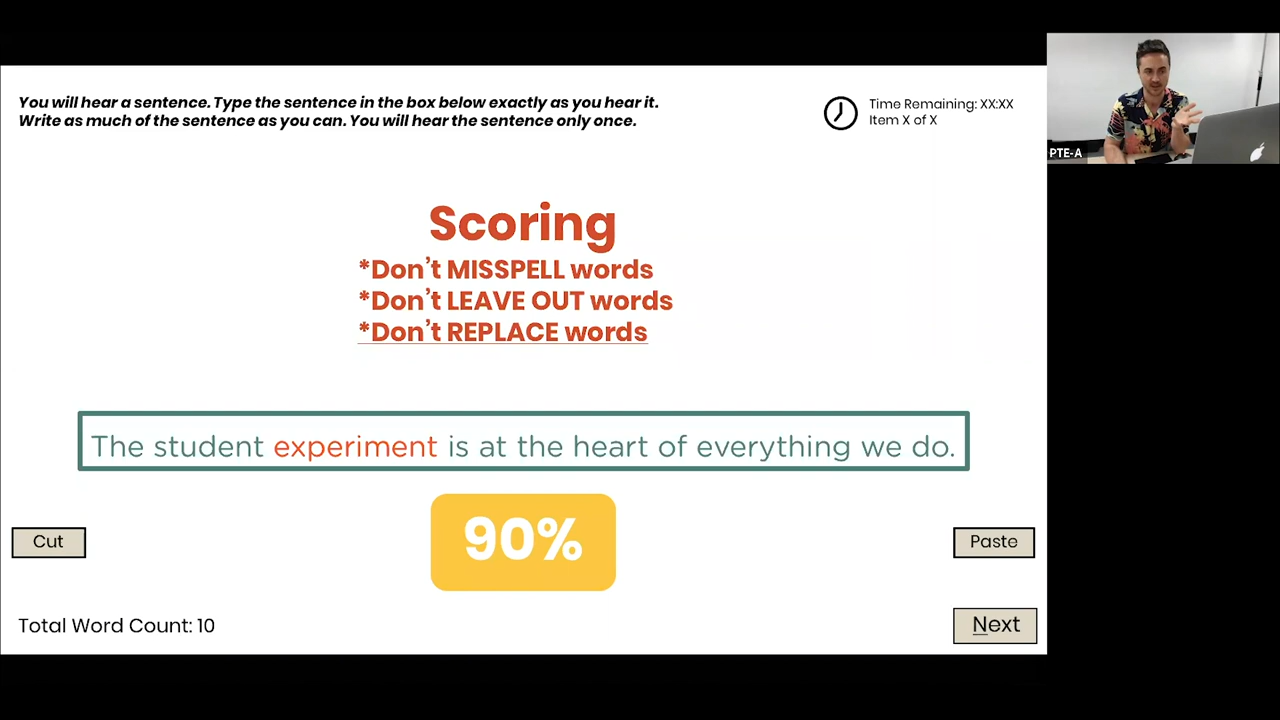 You will hear a sentence. Type the sentence in the box below exactly as you hear it.
Write as much of the sentence as you can. You will hear the sentence only once.
Time Remaining: XX:XX
Item X of X
PTE-A
Scoring
*Don't MISSPELL words
*Don't LEAVE OUT words
*Don't REPLACE words
The student experiment is at the heart of everything we do.
90%
Cut
Paste
Total Word Count: 10
Next